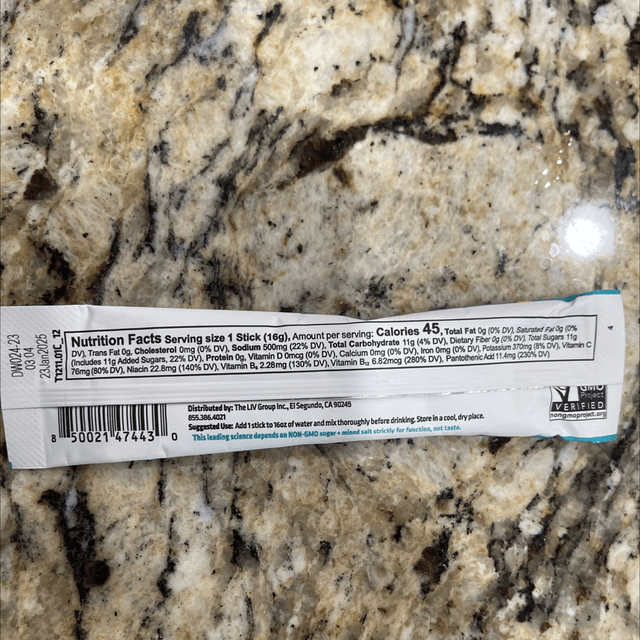 DW024-23
03:04
23Jan2025
TT2TL01C_12
Nutrition Facts Serving size 1 Stick (16g), Amount per serving: Calories 45, Total Fat 0g (0% DV), Saturated Fat 0g (0%
DV), Trans Fat 0g, Cholesterol 0mg (0% DV), Sodium 500mg (22% DV), Total Carbohydrate 11g (4% DV), Dietary Fiber 0g (0% DV), Total Sugars 11g
(Includes 11g Added Sugars, 22% DV), Protein 0g, Vitamin D 0mcg (0% DV), Calcium 0mg (0% DV), Iron 0mg (0% DV), Potassium 370mg (8% DV), Vitamin C
76mg (80% DV), Niacin 22.8mg (140% DV), Vitamin B₆ 2.28mg (130% DV), Vitamin B₁₂ 6.82mcg (280% DV), Pantothenic Acid 11.4mg (230% DV)
4
8 50021 47443 0
Distributed by: The LIV Group Inc., El Segundo, CA 90245
855.386.4021
Suggested Use: Add 1 stick to 16oz of water and mix thoroughly before drinking. Store in a cool, dry place.
This leading science depends on NON-GMO sugar + mined salt strictly for function, not taste.
GMO
Project
VERIFIED
nongmoproject.org